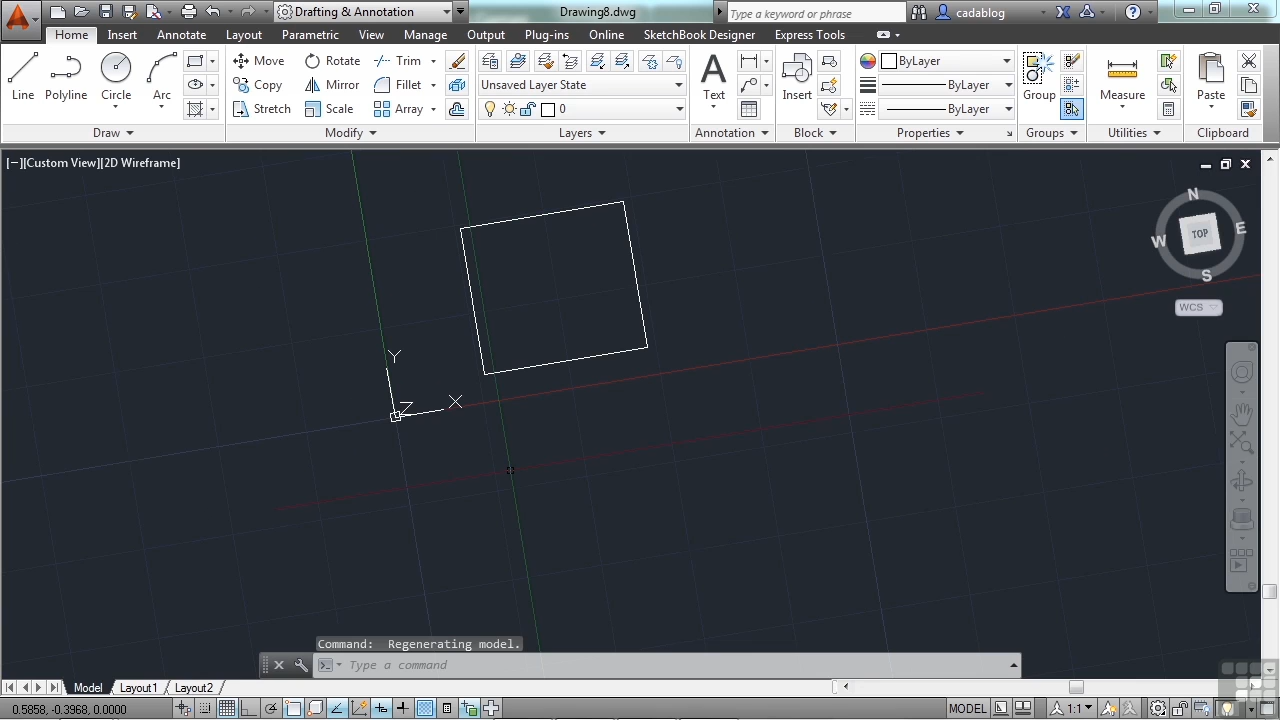 Drafting & Annotation
Drawing8.dwg
Type a keyword or phrase
cadablog
Home Insert Annotate Layout Parametric View Manage Output Plug-ins Online SketchBook Designer Express Tools
Line Polyline Circle Arc
Move Rotate Trim
Copy Mirror Fillet
Stretch Scale Array
Unsaved Layer State
0
Text
Insert
ByLayer
ByLayer
ByLayer
Group
Measure
Paste
Draw Modify Layers Annotation Block Properties Groups Utilities Clipboard
[−][Custom View][2D Wireframe]
N
W TOP E
S
WCS
Y
Z X
Command: Regenerating model.
Type a command
Model Layout1 Layout2
0.5858, -0.3968, 0.0000
MODEL
1:1